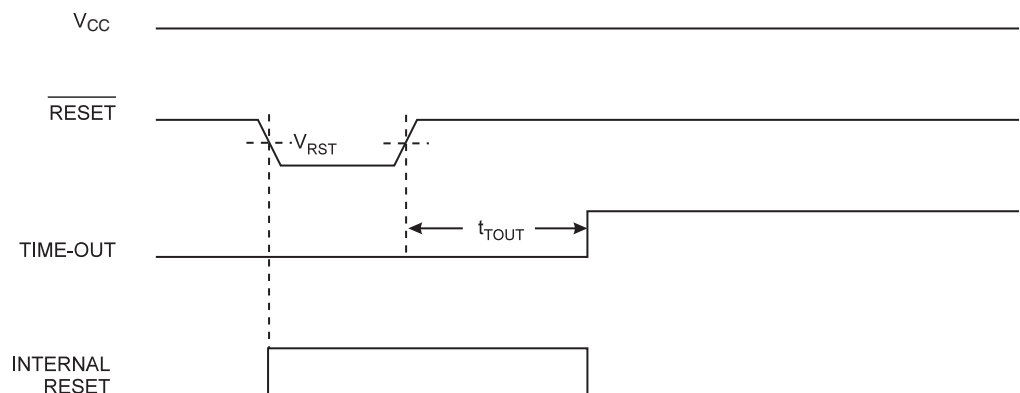 VCC
RESET
VRST
tTOUT
TIME-OUT
INTERNAL
RESET